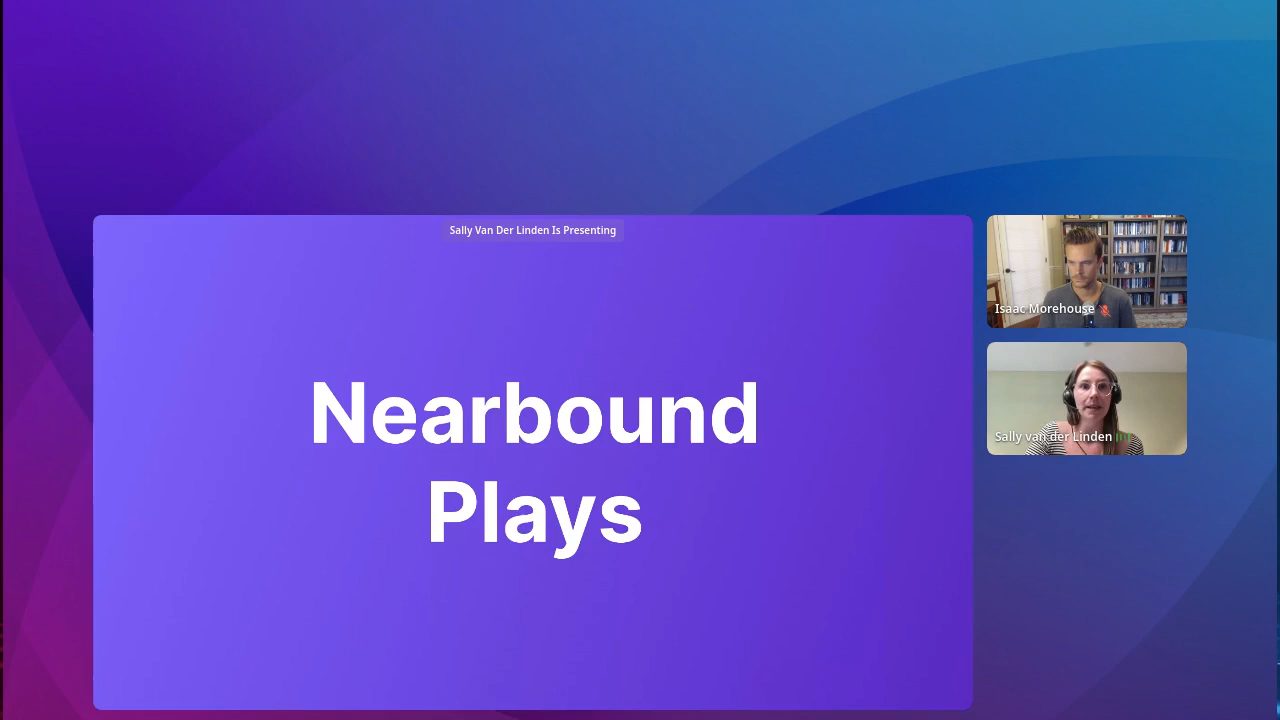 Sally Van Der Linden Is Presenting
Nearbound
Plays
Isaac Morehouse
Sally van der Linden